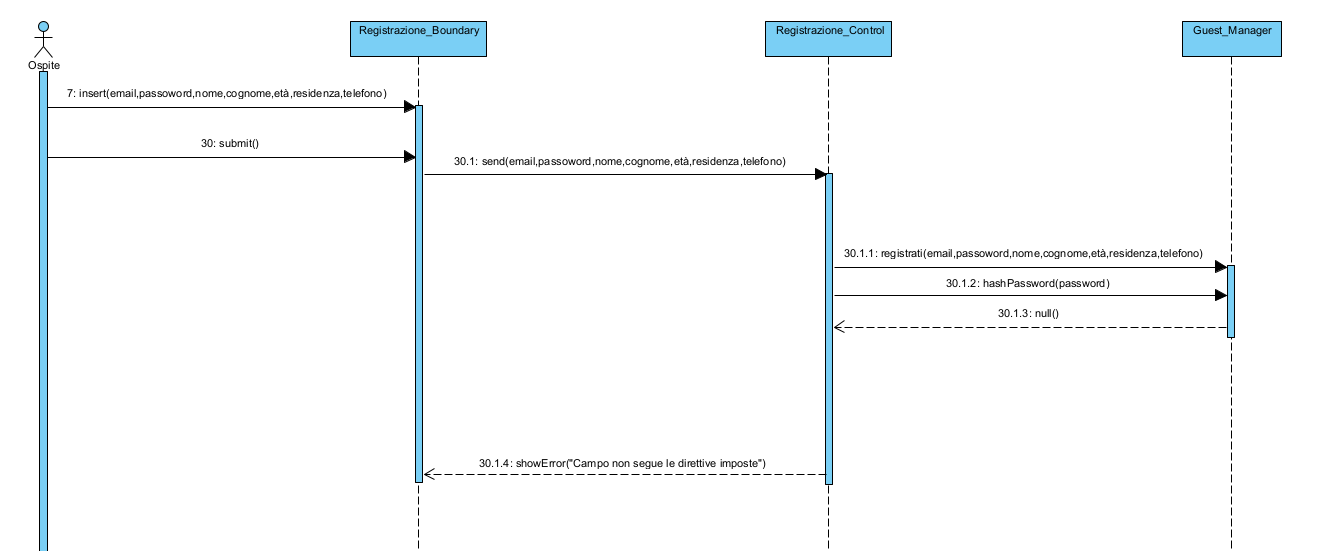 Registrazione_Boundary
Registrazione_Control
Guest_Manager
Ospite
7: insert(email,passoword,nome,cognome,età,residenza,telefono)
30: submit()
30.1: send(email,passoword,nome,cognome,età,residenza,telefono)
30.1.1: registrati(email,passoword,nome,cognome,età,residenza,telefono)
30.1.2: hashPassword(password)
30.1.3: null()
30.1.4: showError("Campo non segue le direttive imposte")